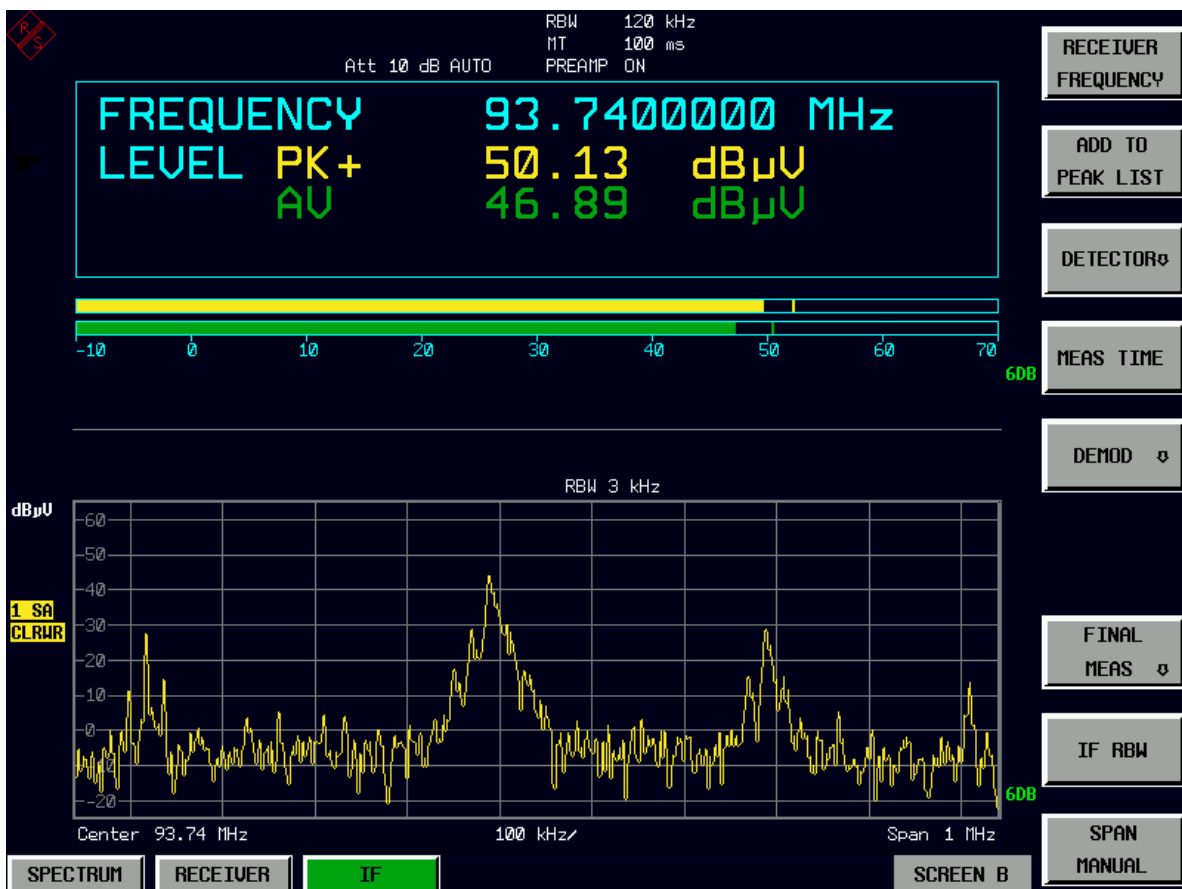 R S
RBW 120 kHz
MT 100 ms
Att 10 dB AUTO PREAMP ON
FREQUENCY 93.7400000 MHz
LEVEL PK+ 50.13 dBµV
AV 46.89 dBµV
-10 0 10 20 30 40 50 60 70
6DB
RBW 3 kHz
dBµV
60
50
40
1 SA
CLRWR
30
20
10
0
-20
6DB
Center 93.74 MHz 100 kHz/ Span 1 MHz
SPECTRUM RECEIVER IF SCREEN B
RECEIVER
FREQUENCY
ADD TO
PEAK LIST
DETECTOR
MEAS TIME
DEMOD
FINAL
MEAS
IF RBW
SPAN
MANUAL